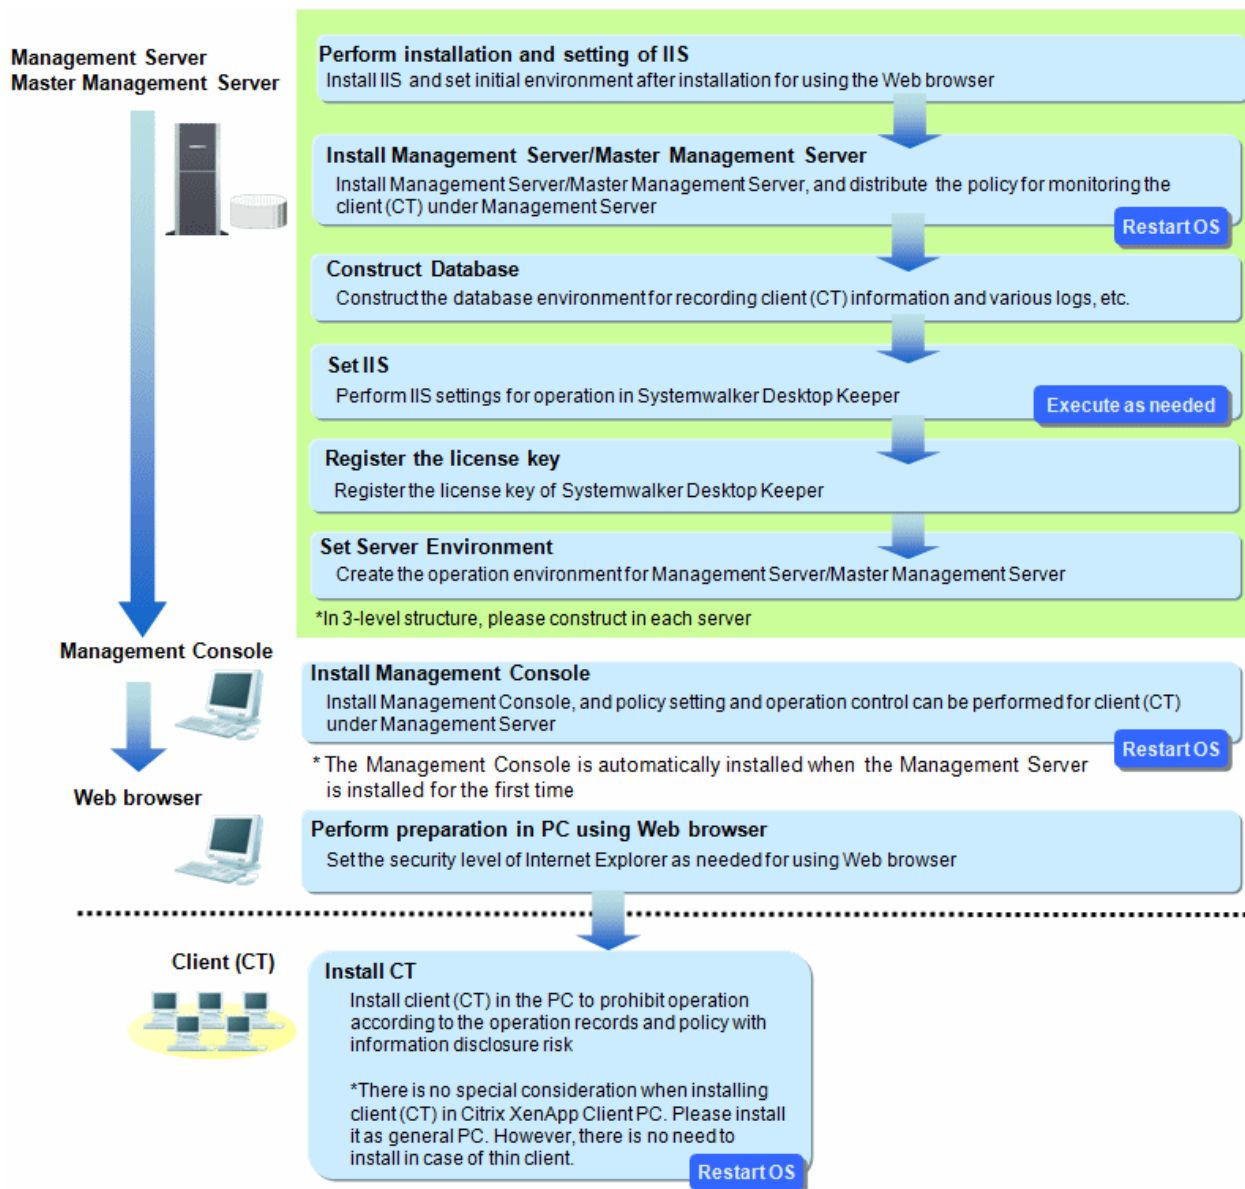 Management Server
Master Management Server
Perform installation and setting of IIS
Install IIS and set initial environment after installation for using the Web browser
Install Management Server/Master Management Server
Install Management Server/Master Management Server, and distribute the policy for monitoring the
client (CT) under Management Server
Restart OS
Construct Database
Construct the database environment for recording client (CT) information and various logs, etc.
Set IIS
Perform IIS settings for operation in Systemwalker Desktop Keeper
Execute as needed
Register the license key
Register the license key of Systemwalker Desktop Keeper
Set Server Environment
Create the operation environment for Management Server/Master Management Server
*In 3-level structure, please construct in each server
Management Console
Install Management Console
Install Management Console, and policy setting and operation control can be performed for client (CT)
under Management Server
Restart OS
* The Management Console is automatically installed when the Management Server
is installed for the first time
Web browser
Perform preparation in PC using Web browser
Set the security level of Internet Explorer as needed for using Web browser
Client (CT)
Install CT
Install client (CT) in the PC to prohibit operation
according to the operation records and policy with
information disclosure risk
*There is no special consideration when installing
client (CT) in Citrix XenApp Client PC. Please install
it as general PC. However, there is no need to
install in case of thin client.
Restart OS